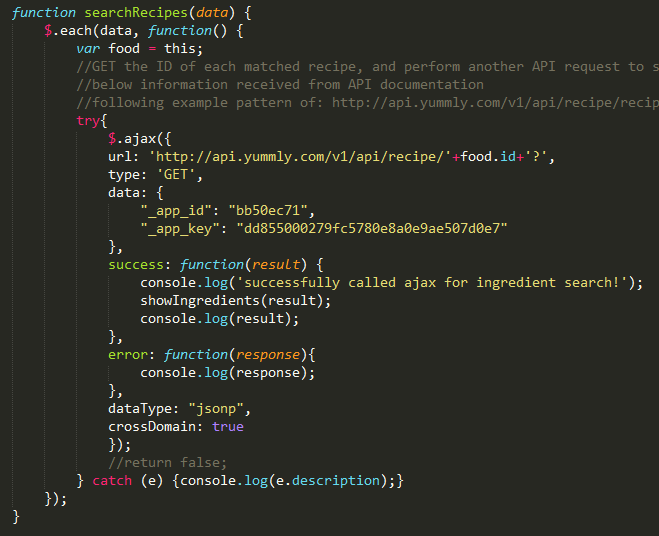 function searchRecipes(data) {
    $.each(data, function() {
        var food = this;
        //GET the ID of each matched recipe, and perform another API request to s
        //below information received from API documentation
        //following example pattern of: http://api.yummly.com/v1/api/recipe/recip
        try{
            $.ajax({
            url: 'http://api.yummly.com/v1/api/recipe/'+food.id+'?',
            type: 'GET',
            data: {
                "_app_id": "bb50ec71",
                "_app_key": "dd855000279fc5780e8a0e9ae507d0e7"
            },
            success: function(result) {
                console.log('successfully called ajax for ingredient search!');
                showIngredients(result);
                console.log(result);
            },
            error: function(response){
                console.log(response);
            },
            dataType: "jsonp",
            crossDomain: true
            });
            //return false;
        } catch (e) {console.log(e.description);}
    });
}